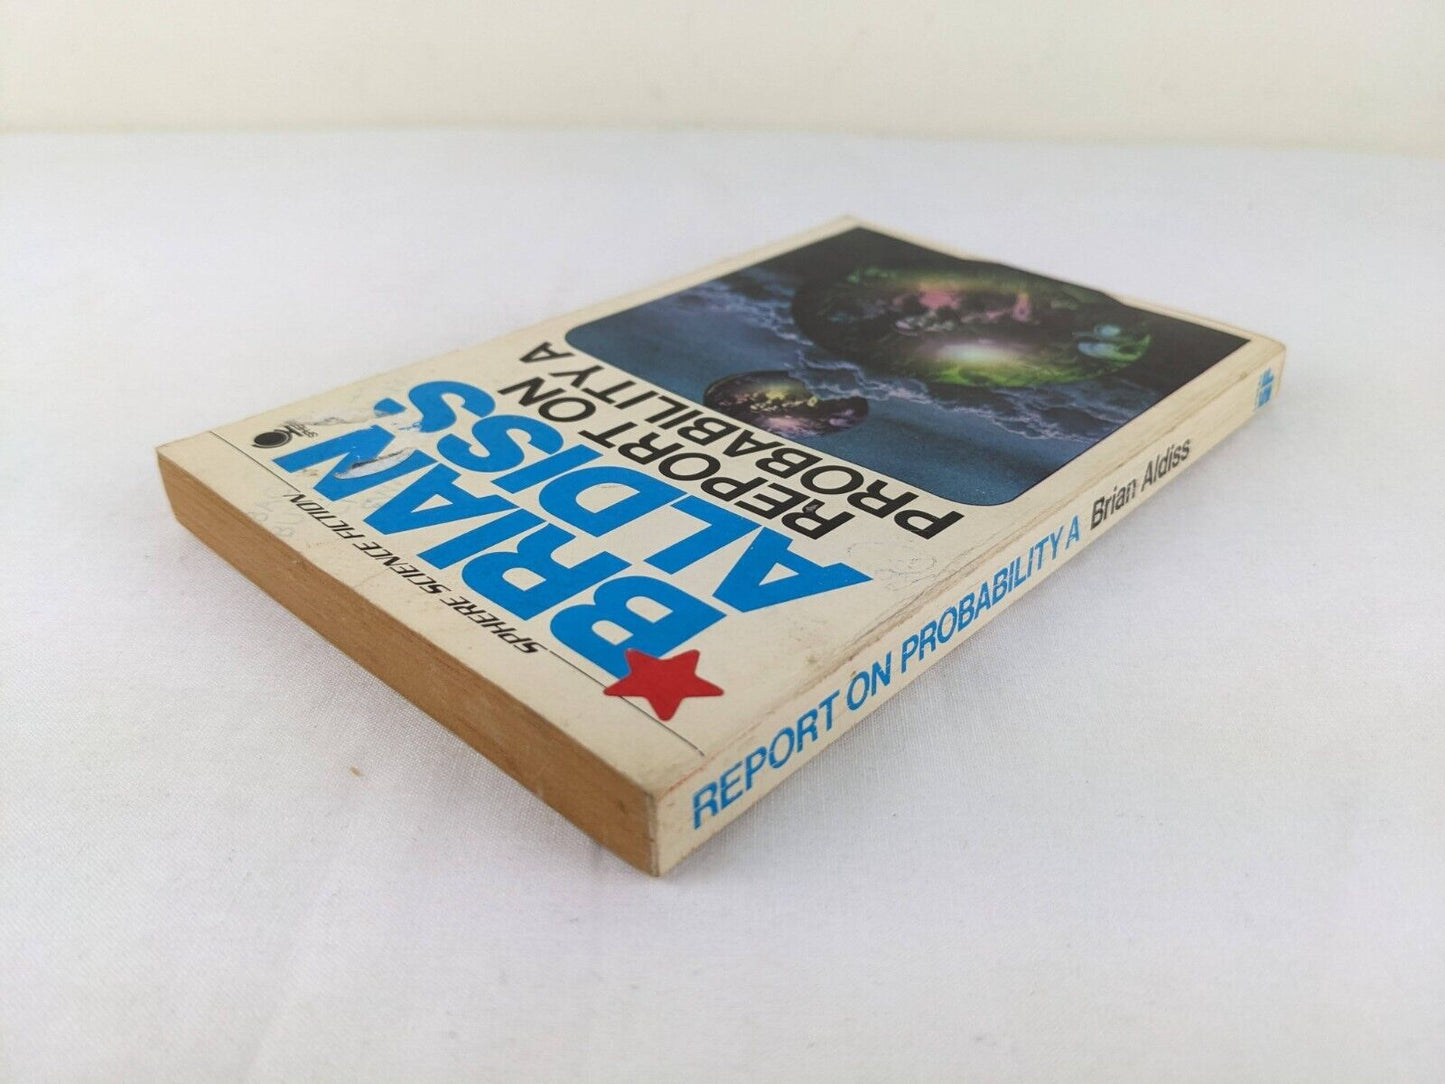 SPHERE SCIENCE FICTION
BRIAN
ALDISS
REPORT ON
PROBABILITY A
REPORT ON PROBABILITY A Brian Aldiss